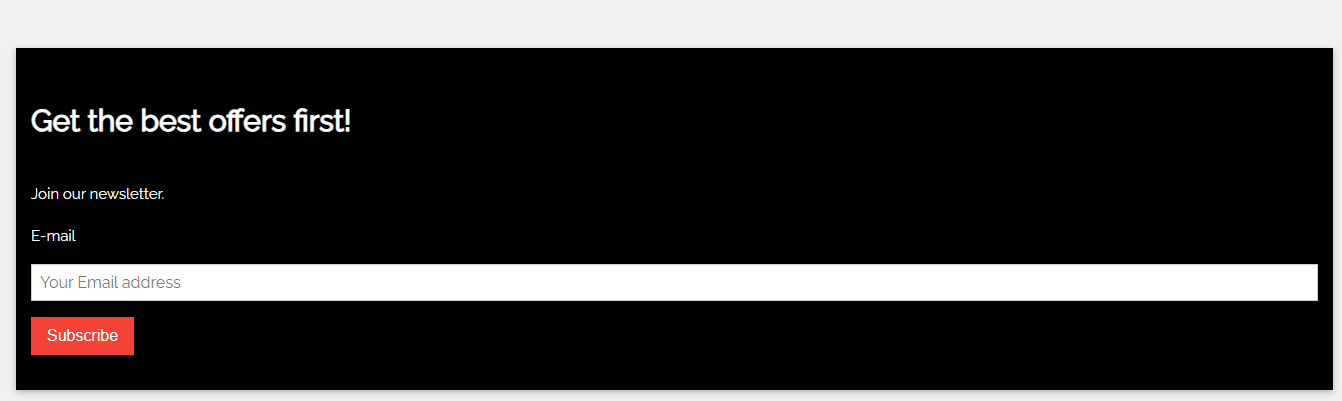 Get the best offers first!
Join our newsletter.
E-mail
Your Email address
Subscribe